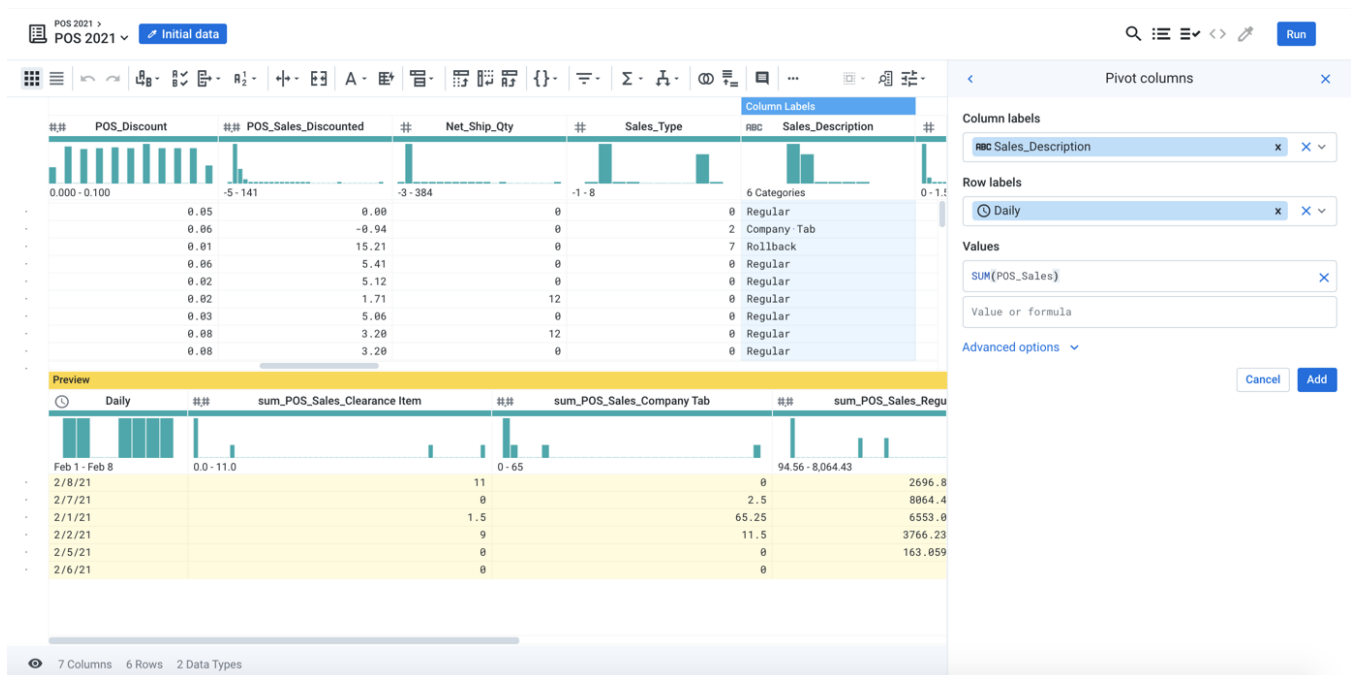 POS 2021 >
POS 2021
Initial data
Run
Pivot columns
Column labels
ABC Sales_Description x
Row labels
Daily x
Values
SUM(POS_Sales)
Value or formula
Advanced options
Cancel Add
Column Labels
#.# POS_Discount #.# POS_Sales_Discounted # Net_Ship_Qty # Sales_Type ABC Sales_Description #
0.000 - 0.100 -5 - 141 -3 - 384 -1 - 8 6 Categories 0 - 1.5
0.05 0.00 0 0 Regular
0.06 -0.94 0 2 Company Tab
0.01 15.21 0 7 Rollback
0.06 5.41 0 0 Regular
0.02 5.12 0 0 Regular
0.02 1.71 12 0 Regular
0.03 5.06 0 0 Regular
0.08 3.20 12 0 Regular
0.08 3.20 0 0 Regular
Preview
Daily #.# sum_POS_Sales_Clearance Item #.# sum_POS_Sales_Company Tab #.# sum_POS_Sales_Regu
Feb 1 - Feb 8 0.0 - 11.0 0 - 65 94.56 - 8,064.43
2/8/21 11 0 2696.8
2/7/21 0 2.5 8064.4
2/1/21 1.5 65.25 6553.0
2/2/21 9 11.5 3766.23
2/5/21 0 0 163.059
2/6/21 0 0
7 Columns 6 Rows 2 Data Types